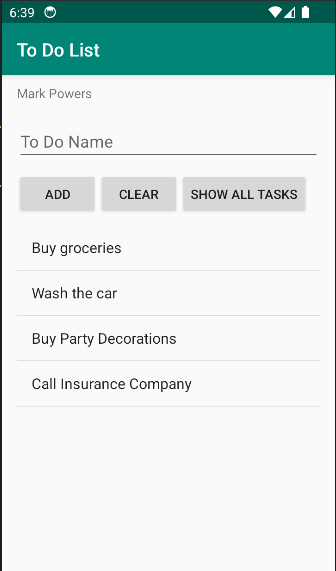 6:39
To Do List
Mark Powers
To Do Name
ADD CLEAR SHOW ALL TASKS
Buy groceries
Wash the car
Buy Party Decorations
Call Insurance Company